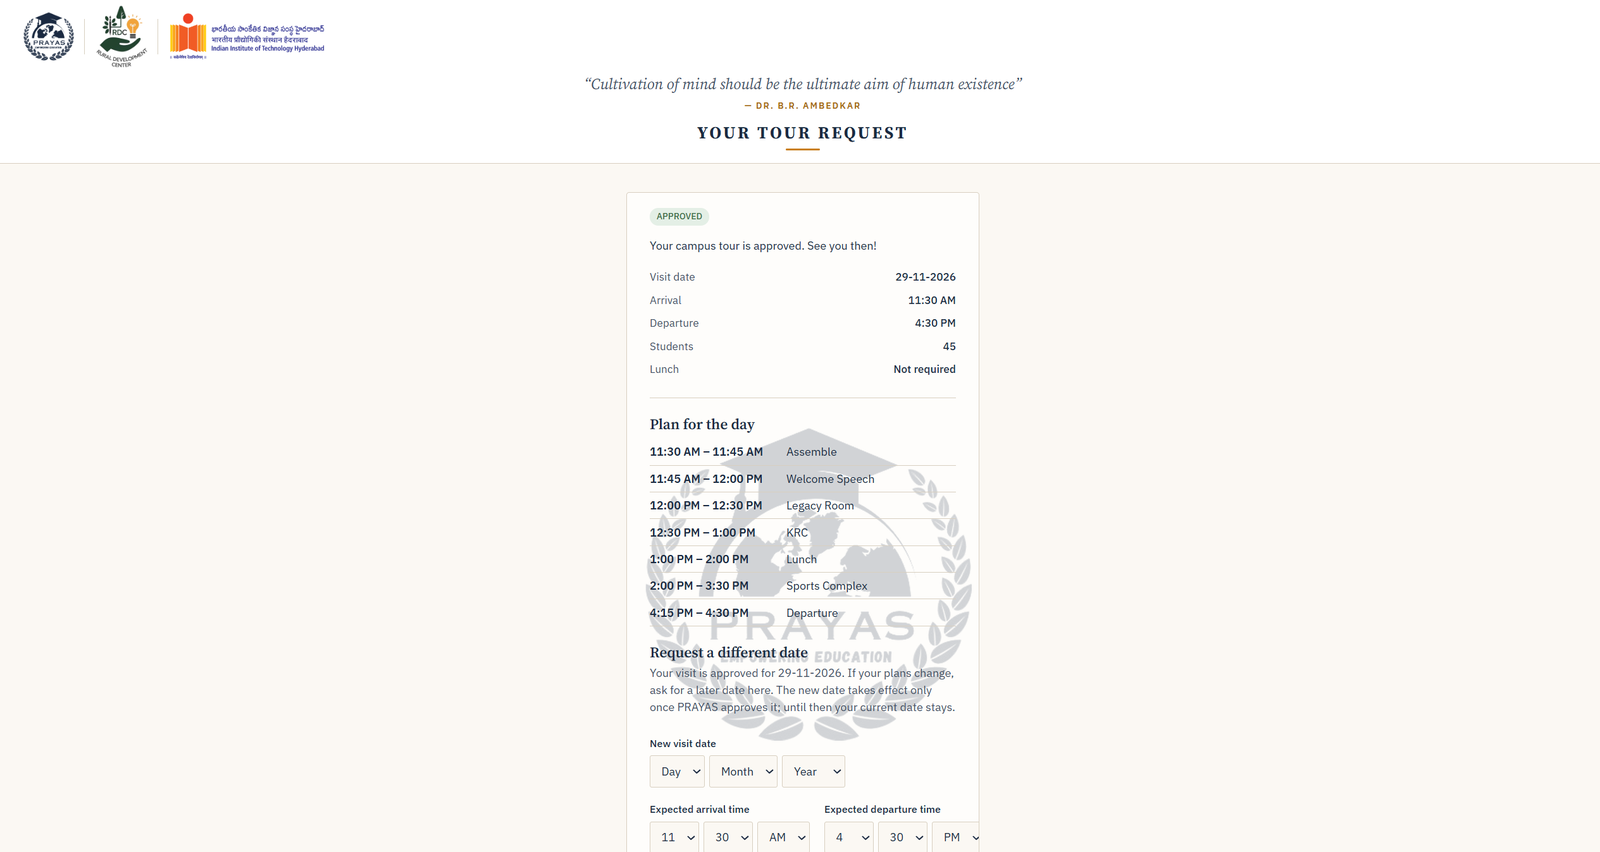 PRAYAS
RDC
RURAL DEVELOPMENT
CENTER
భారతీయ సాంకేతిక విజ్ఞాన సంస్థ హైదరాబాద్
भारतीय प्रौद्योगिकी संस्थान हैदराबाद
Indian Institute of Technology Hyderabad
“Cultivation of mind should be the ultimate aim of human existence”
— DR. B.R. AMBEDKAR
YOUR TOUR REQUEST
APPROVED
Your campus tour is approved. See you then!
Visit date 29-11-2026
Arrival 11:30 AM
Departure 4:30 PM
Students 45
Lunch Not required
Plan for the day
11:30 AM – 11:45 AM Assemble
11:45 AM – 12:00 PM Welcome Speech
12:00 PM – 12:30 PM Legacy Room
12:30 PM – 1:00 PM KRC
1:00 PM – 2:00 PM Lunch
2:00 PM – 3:30 PM Sports Complex
4:15 PM – 4:30 PM Departure
PRAYAS
EMPOWERING EDUCATION
Request a different date
Your visit is approved for 29-11-2026. If your plans change,
ask for a later date here. The new date takes effect only
once PRAYAS approves it; until then your current date stays.
New visit date
Day Month Year
Expected arrival time Expected departure time
11 30 AM 4 30 PM